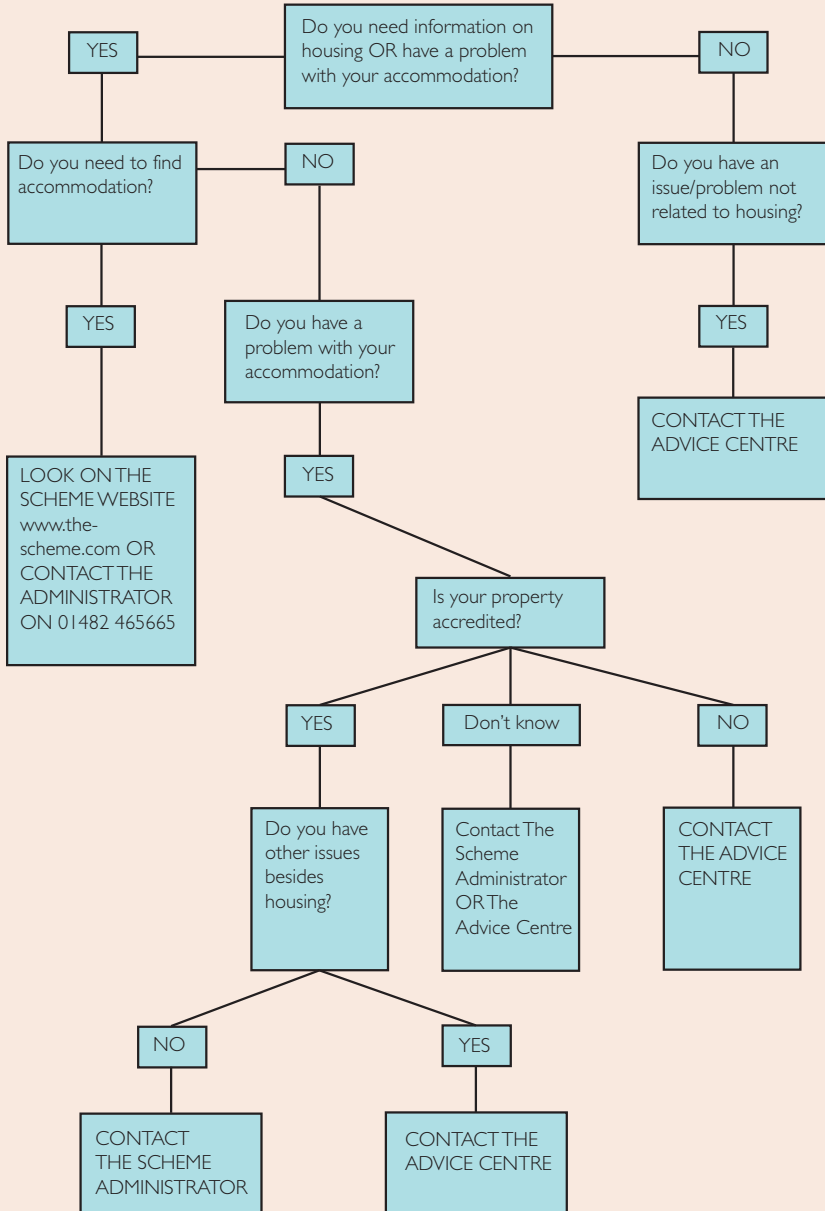 Do you need information on
housing OR have a problem
with your accommodation?
YES
NO
Do you need to find
accommodation?
NO
Do you have an
issue/problem not
related to housing?
YES
Do you have a
problem with your
accommodation?
YES
CONTACT THE
ADVICE CENTRE
LOOK ON THE
SCHEME WEBSITE
www.the-
scheme.com OR
CONTACT THE
ADMINISTRATOR
ON 01482 465665
YES
Is your property
accredited?
YES
Don't know
NO
Do you have
other issues
besides
housing?
Contact The
Scheme
Administrator
OR The
Advice Centre
CONTACT
THE ADVICE
CENTRE
NO
YES
CONTACT
THE SCHEME
ADMINISTRATOR
CONTACT THE
ADVICE CENTRE